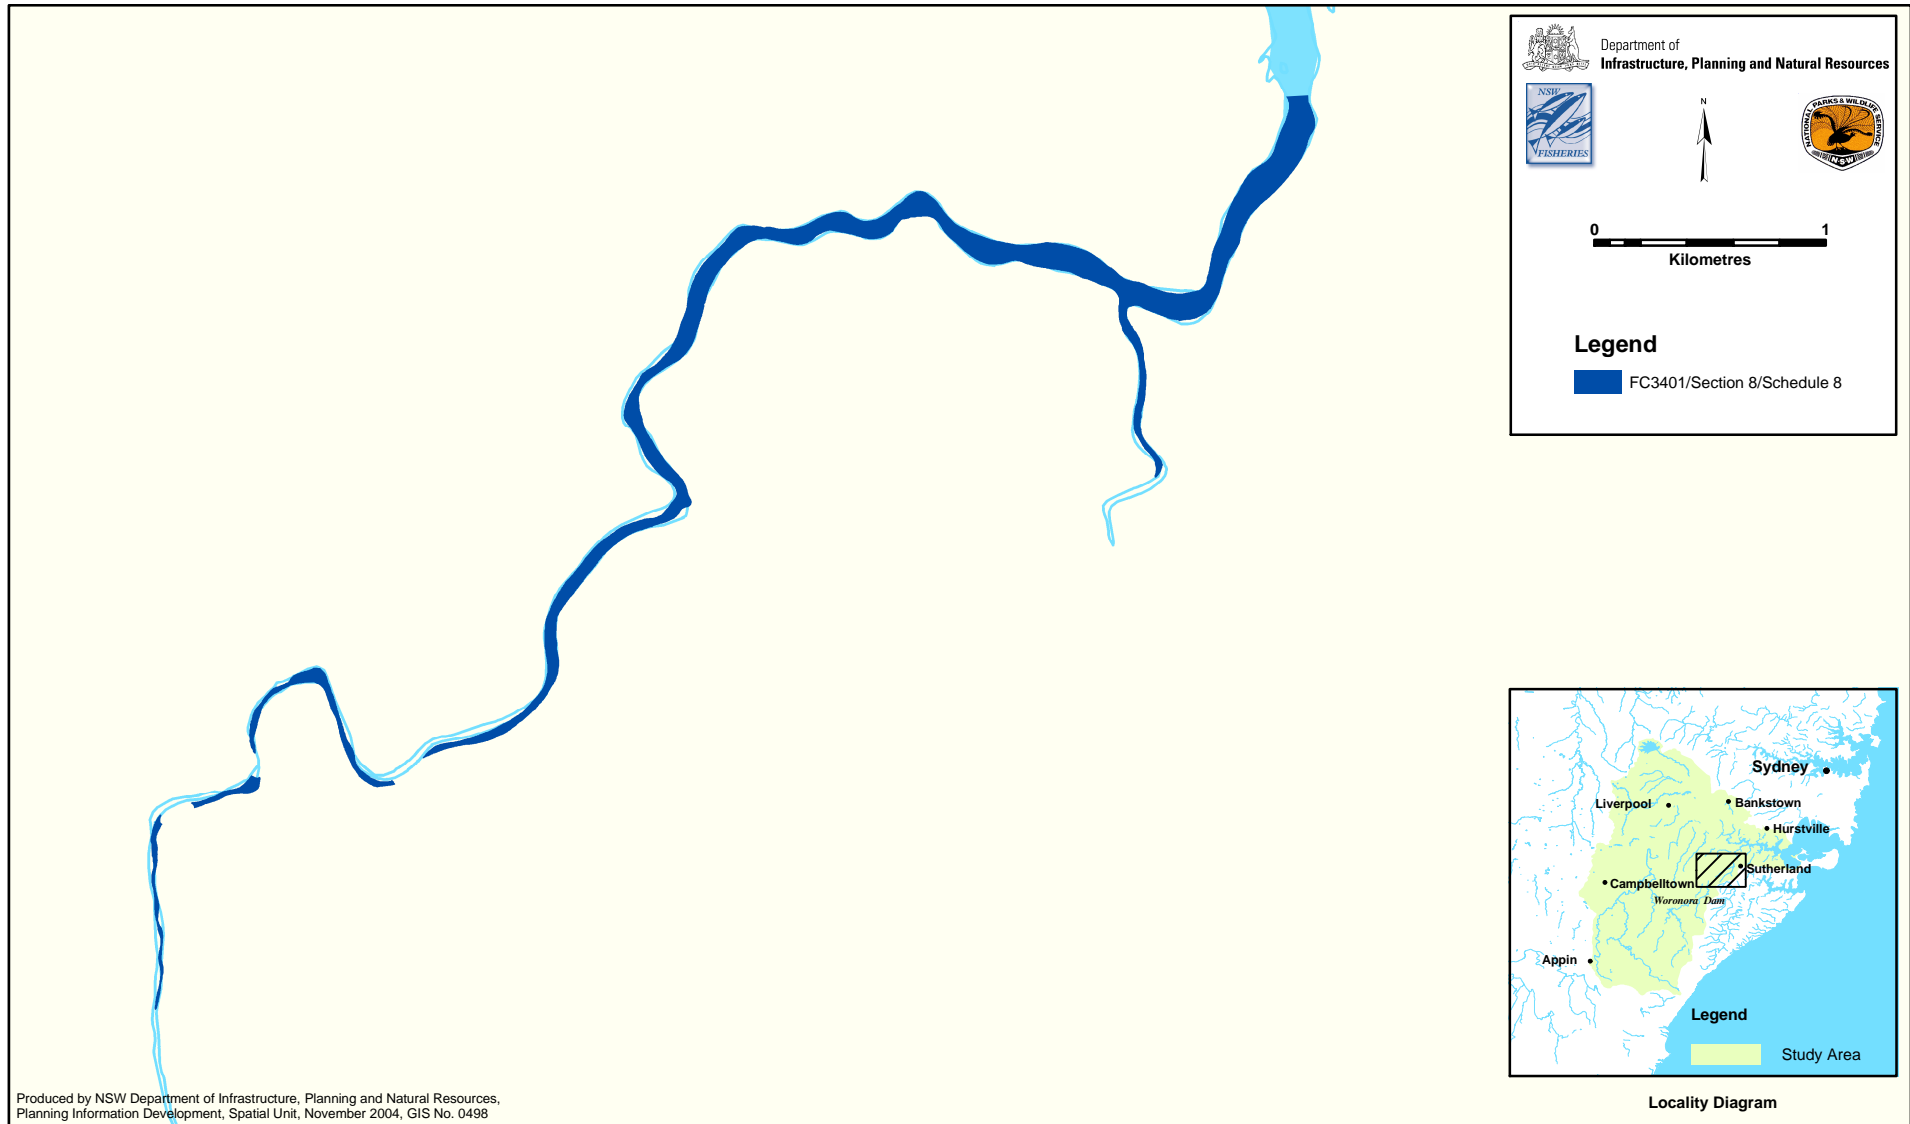 Department of
Infrastructure, Planning and Natural Resources
NSW
FISHERIES
N
NATIONAL PARKS & WILDLIFE SERVICE
N·S·W
0 1
Kilometres
Legend
FC3401/Section 8/Schedule 8
Sydney
Liverpool
Bankstown
Hurstville
Sutherland
Campbelltown
Woronora Dam
Appin
Legend
Study Area
Locality Diagram
Produced by NSW Department of Infrastructure, Planning and Natural Resources,
Planning Information Development, Spatial Unit, November 2004, GIS No. 0498